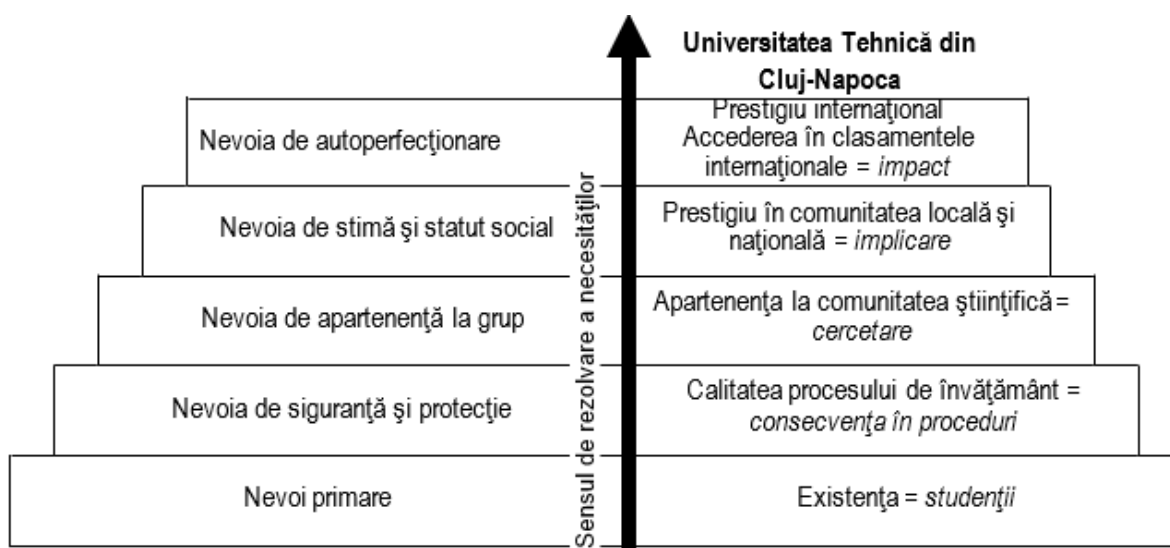 Universitatea Tehnică din
Cluj-Napoca
Nevoia de autoperfecţionare
Prestigiu internaţional
Accederea în clasamentele
internaţionale = impact
Nevoia de stimă şi statut social
Prestigiu în comunitatea locală şi
naţională = implicare
Nevoia de apartenenţă la grup
Apartenenţa la comunitatea ştiinţifică =
cercetare
Nevoia de siguranţă şi protecţie
Calitatea procesului de învăţământ =
consecvenţa în proceduri
Nevoi primare
Existenţa = studenţii
Sensul de rezolvare a necesităţilor